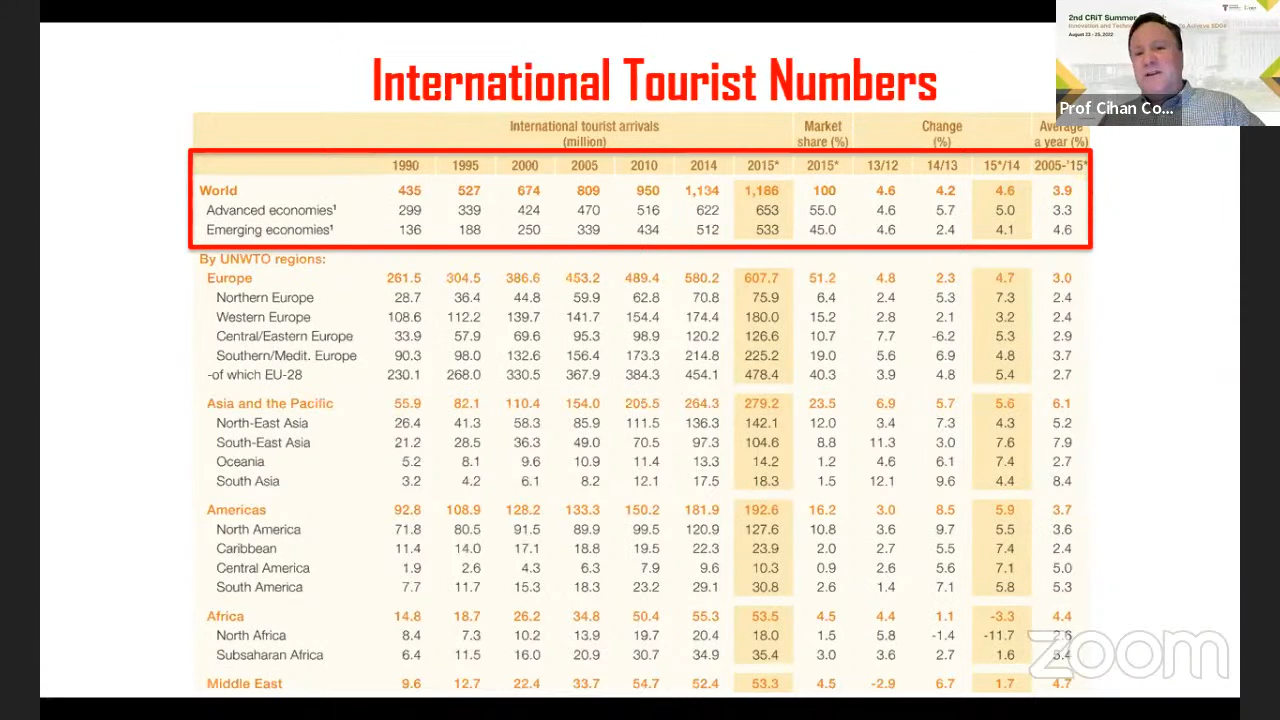 2nd CRiT Summer
Innovation and to Achieve SDGs
August 23 - 25, 2022
Prof Cihan Co...
International Tourist Numbers
International tourist arrivals (million) Market share (%) Change (%) Average a year (%)
1990 1995 2000 2005 2010 2014 2015* 2015* 13/12 14/13 15*/14 2005-'15*
World 435 527 674 809 950 1,134 1,186 100 4.6 4.2 4.6 3.9
Advanced economies¹ 299 339 424 470 516 622 653 55.0 4.6 5.7 5.0 3.3
Emerging economies¹ 136 188 250 339 434 512 533 45.0 4.6 2.4 4.1 4.6
By UNWTO regions:
Europe 261.5 304.5 386.6 453.2 489.4 580.2 607.7 51.2 4.8 2.3 4.7 3.0
Northern Europe 28.7 36.4 44.8 59.9 62.8 70.8 75.9 6.4 2.4 5.3 7.3 2.4
Western Europe 108.6 112.2 139.7 141.7 154.4 174.4 180.0 15.2 2.8 2.1 3.2 2.4
Central/Eastern Europe 33.9 57.9 69.6 95.3 98.9 120.2 126.6 10.7 7.7 -6.2 5.3 2.9
Southern/Medit. Europe 90.3 98.0 132.6 156.4 173.3 214.8 225.2 19.0 5.6 6.9 4.8 3.7
-of which EU-28 230.1 268.0 330.5 367.9 384.3 454.1 478.4 40.3 3.9 4.8 5.4 2.7
Asia and the Pacific 55.9 82.1 110.4 154.0 205.5 264.3 279.2 23.5 6.9 5.7 5.6 6.1
North-East Asia 26.4 41.3 58.3 85.9 111.5 136.3 142.1 12.0 3.4 7.3 4.3 5.2
South-East Asia 21.2 28.5 36.3 49.0 70.5 97.3 104.6 8.8 11.3 3.0 7.6 7.9
Oceania 5.2 8.1 9.6 10.9 11.4 13.3 14.2 1.2 4.6 6.1 7.4 2.7
South Asia 3.2 4.2 6.1 8.2 12.1 17.5 18.3 1.5 12.1 9.6 4.4 8.4
Americas 92.8 108.9 128.2 133.3 150.2 181.9 192.6 16.2 3.0 8.5 5.9 3.7
North America 71.8 80.5 91.5 89.9 99.5 120.9 127.6 10.8 3.6 9.7 5.5 3.6
Caribbean 11.4 14.0 17.1 18.8 19.5 22.3 23.9 2.0 2.7 5.5 7.4 2.4
Central America 1.9 2.6 4.3 6.3 7.9 9.6 10.3 0.9 2.6 5.6 7.1 5.0
South America 7.7 11.7 15.3 18.3 23.2 29.1 30.8 2.6 1.4 7.1 5.8 5.3
Africa 14.8 18.7 26.2 34.8 50.4 55.3 53.5 4.5 4.4 1.1 -3.3 4.4
North Africa 8.4 7.3 10.2 13.9 19.7 20.4 18.0 1.5 5.8 -1.4 -11.7 2.6
Subsaharan Africa 6.4 11.5 16.0 20.9 30.7 34.9 35.4 3.0 3.6 2.7 1.6 5.4
Middle East 9.6 12.7 22.4 33.7 54.7 52.4 53.3 4.5 -2.9 6.7 1.7 4.7
zoom